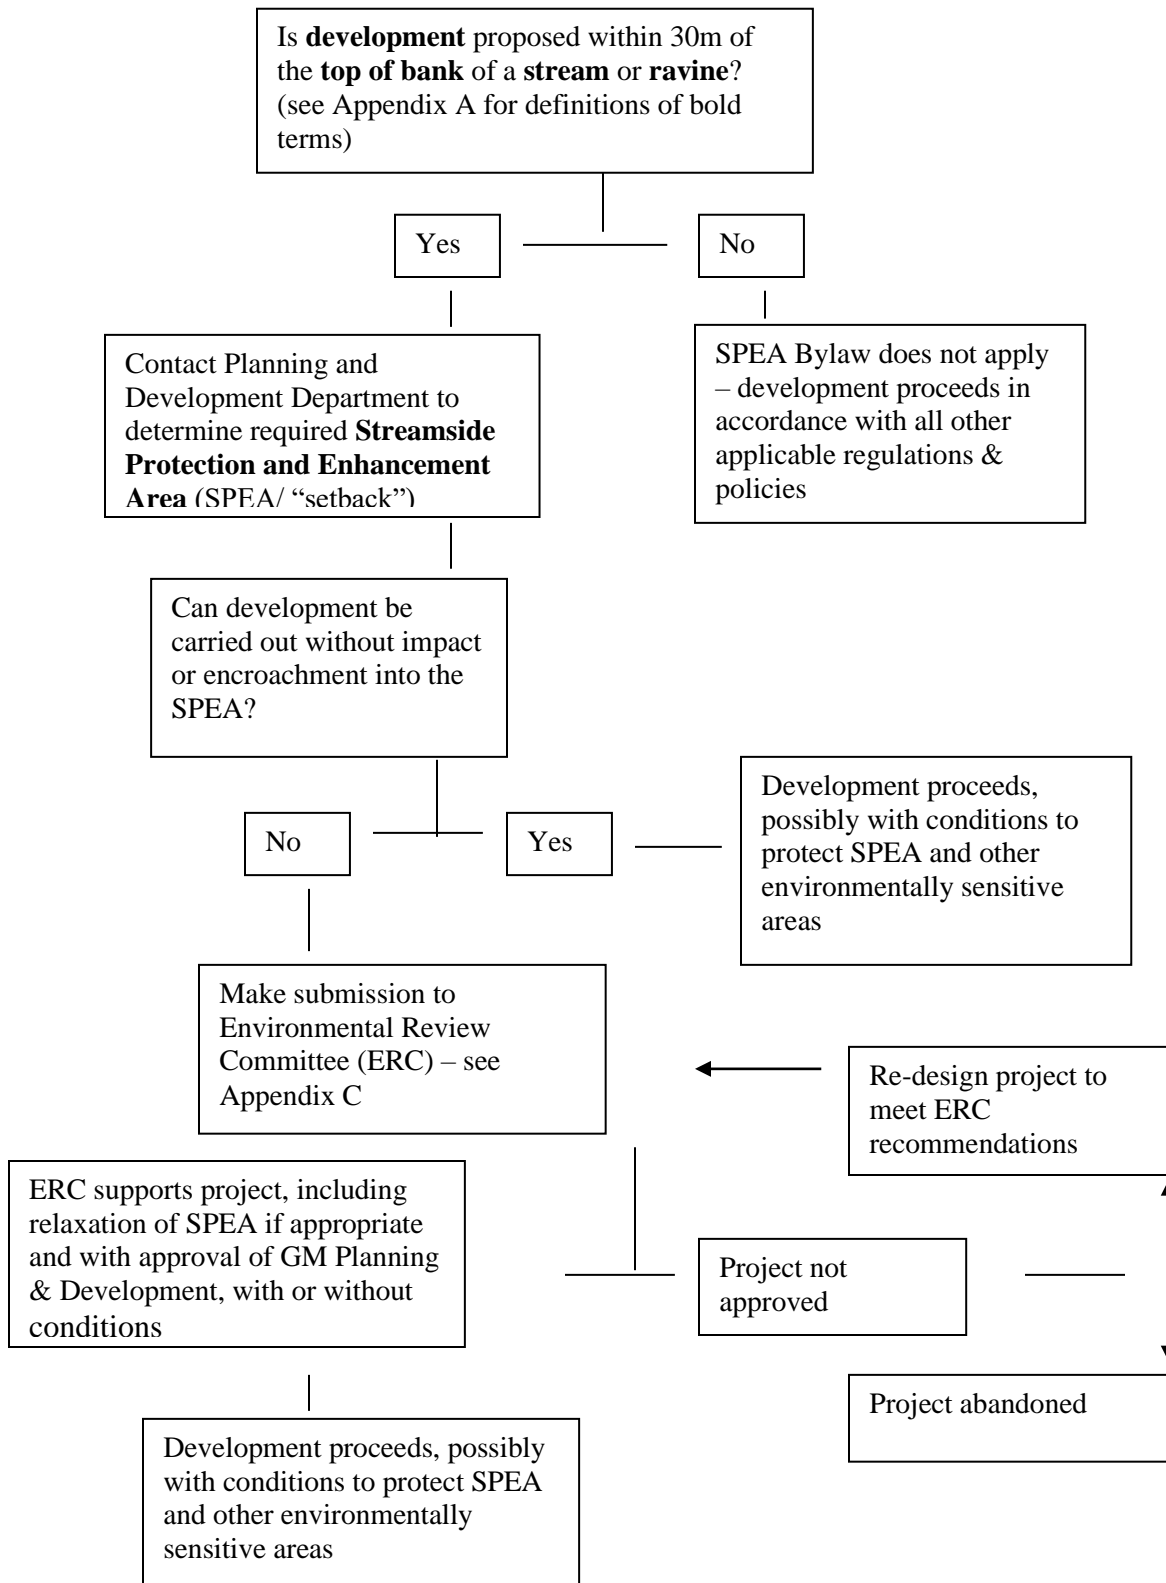 Is development proposed within 30m of
the top of bank of a stream or ravine?
(see Appendix A for definitions of bold
terms)
Yes
No
Contact Planning and
Development Department to
determine required Streamside
Protection and Enhancement
Area (SPEA/ “setback”)
SPEA Bylaw does not apply
– development proceeds in
accordance with all other
applicable regulations &
policies
Can development be
carried out without impact
or encroachment into the
SPEA?
No
Yes
Development proceeds,
possibly with conditions to
protect SPEA and other
environmentally sensitive
areas
Make submission to
Environmental Review
Committee (ERC) – see
Appendix C
Re-design project to
meet ERC
recommendations
ERC supports project, including
relaxation of SPEA if appropriate
and with approval of GM Planning
& Development, with or without
conditions
Project not
approved
Project abandoned
Development proceeds, possibly
with conditions to protect SPEA
and other environmentally
sensitive areas